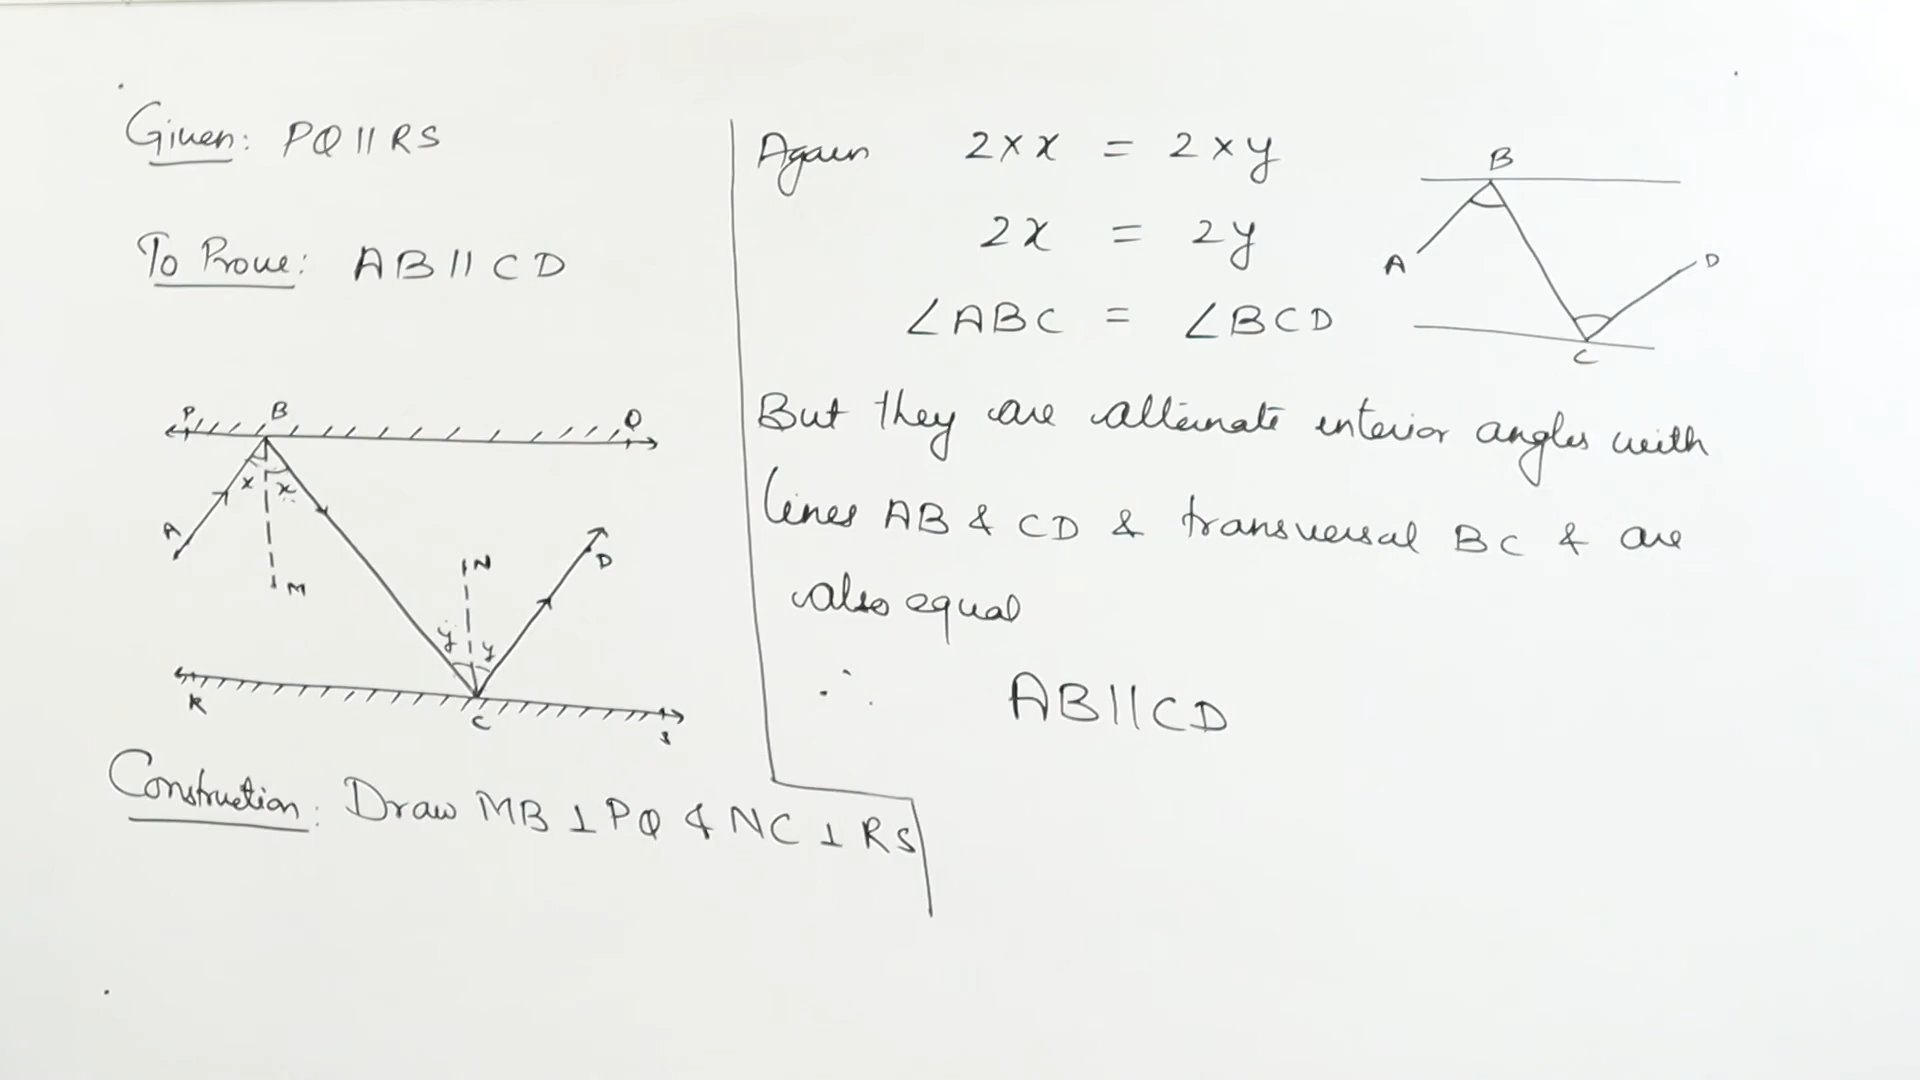 Given: PQ || RS
To Prove: AB || CD
P B Q
x x
A
M
N
D
y y
R
C
S
Construction: Draw MB ⊥ PQ & NC ⊥ RS
Again 2 × x = 2 × y
2x = 2y
∠ABC = ∠BCD
B
A
D
C
But they are alternate interior angles with
lines AB & CD & transversal BC & are
also equal
∴ AB || CD